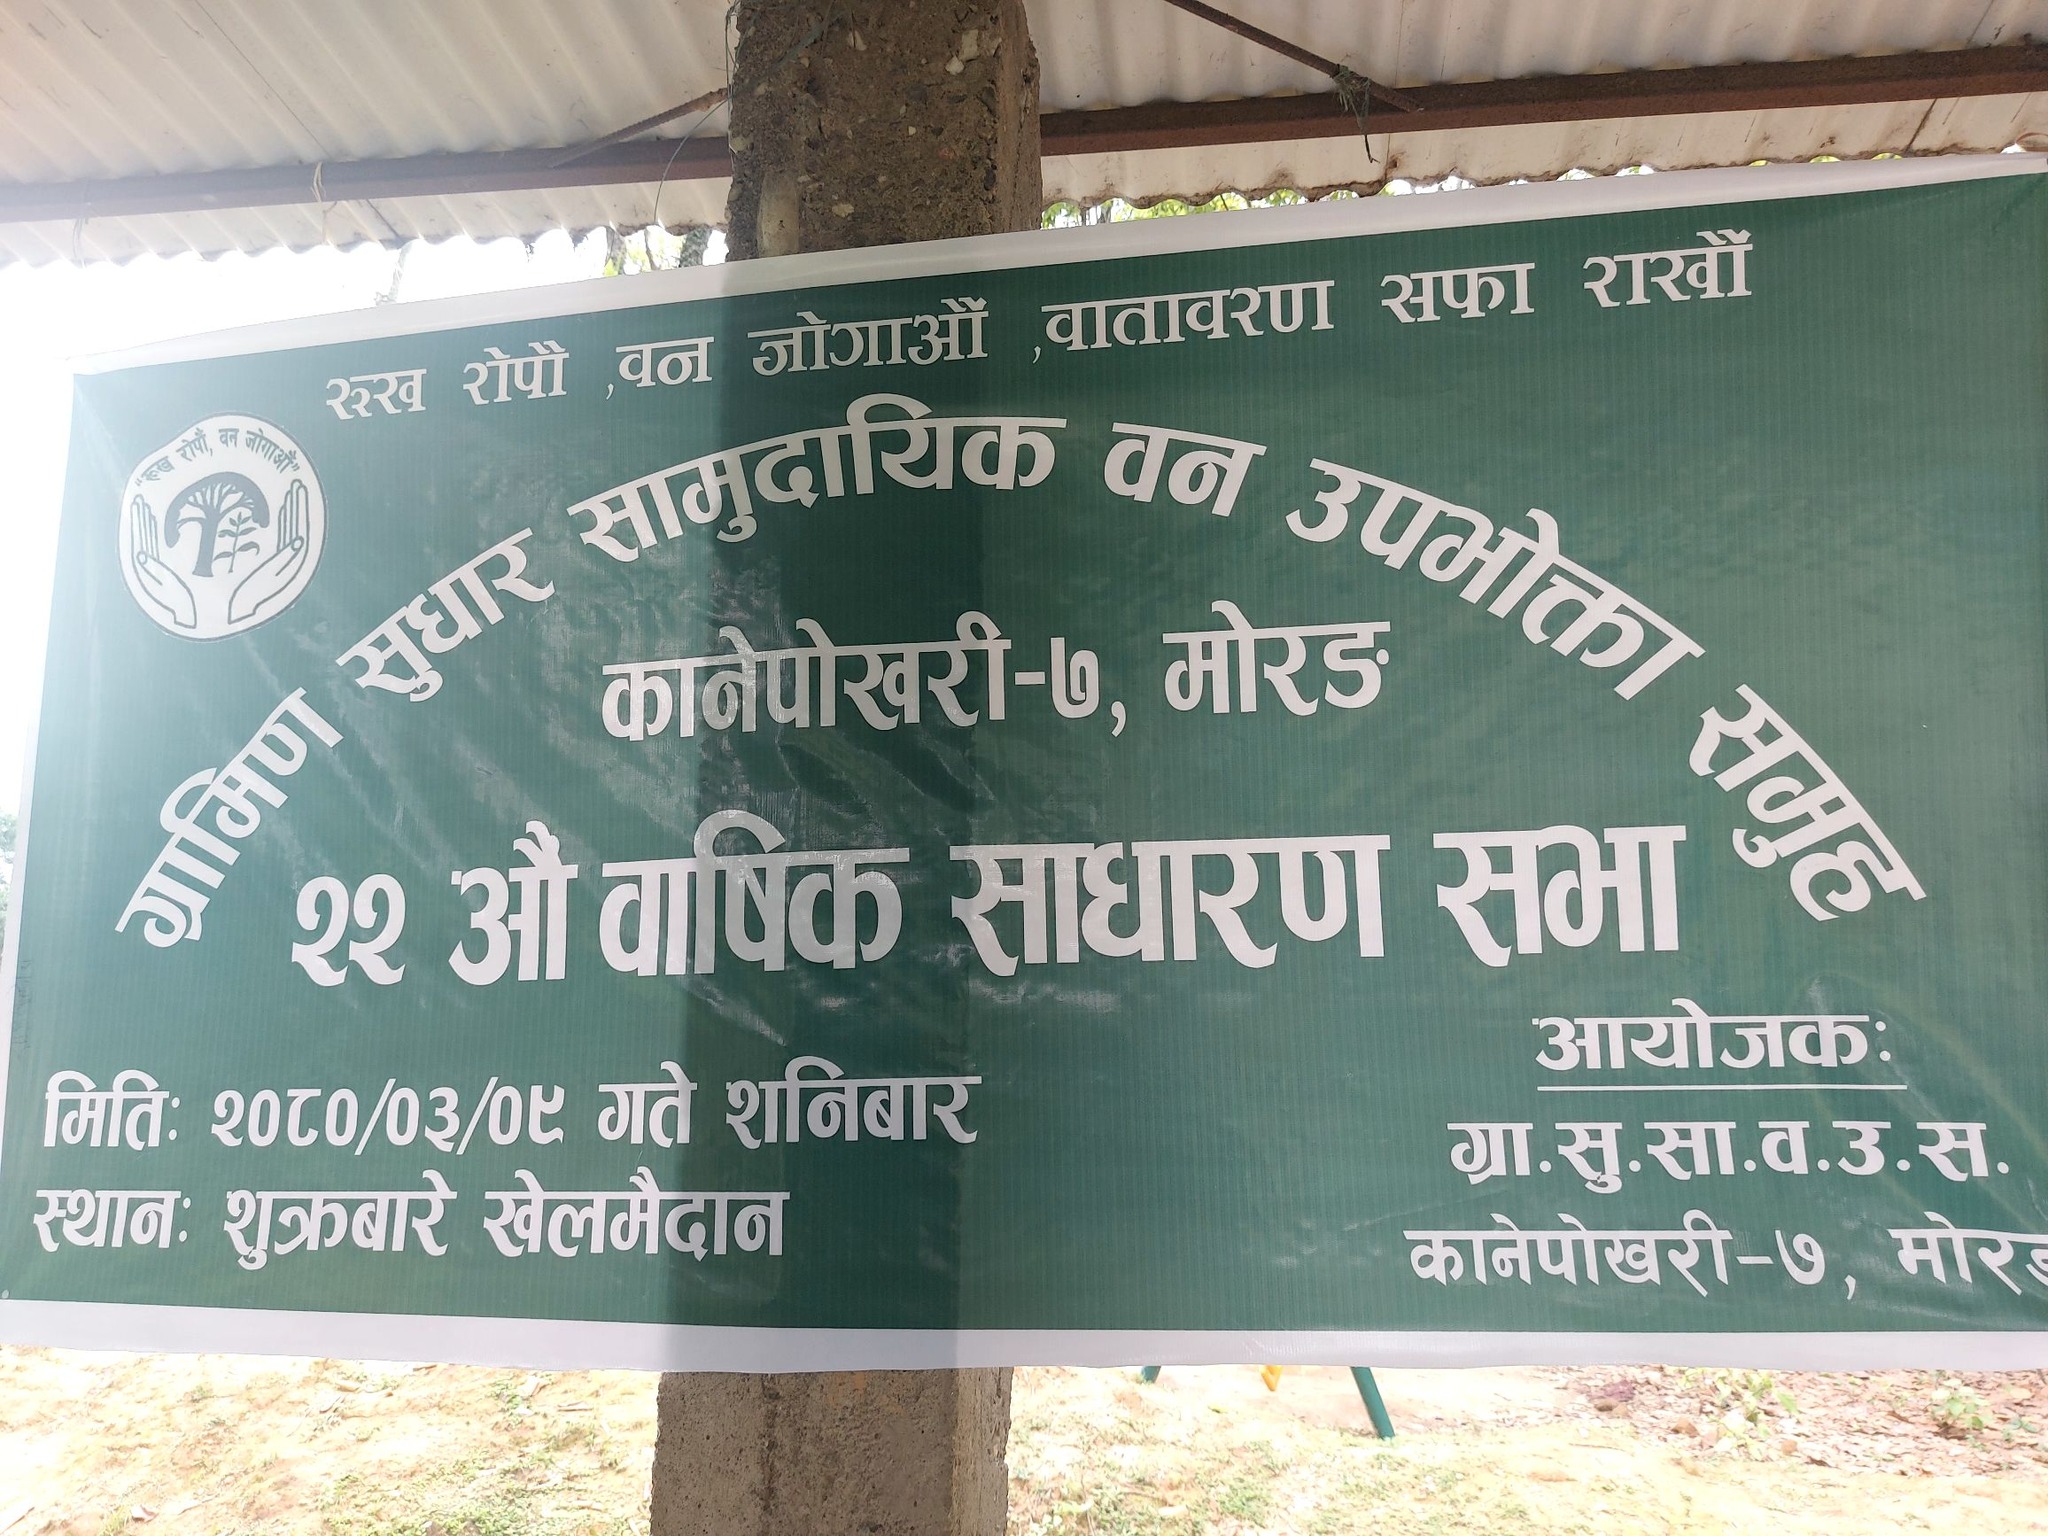 रुख रोपौं ,वन जोगाऔं ,वातावरण सफा राखौं
"रूख रोपौं, वन जोगाऔं"
ग्रामिण सुधार सामुदायिक वन उपभोक्ता समुह
कानेपोखरी-७, मोरङ
२२ औ वार्षिक साधारण सभा
मितिः २०८०/०३/०९ गते शनिबार
स्थानः शुक्रबारे खेलमैदान
आयोजकः
ग्रा.सु.सा.व.उ.स.
कानेपोखरी-७, मोरङ